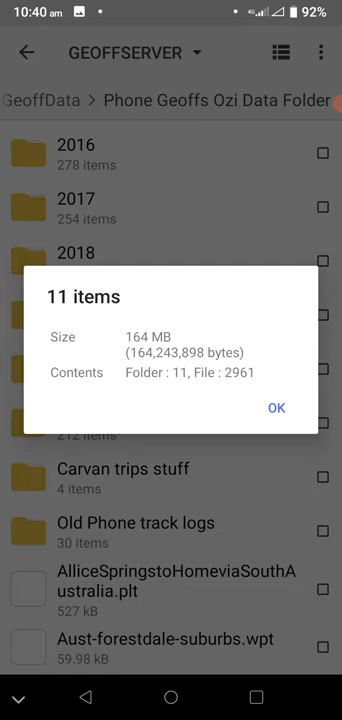 10:40 am
4G
92%
GEOFFSERVER
GeoffData > Phone Geoffs Ozi Data Folder
2016
278 items
2017
254 items
2018
11 items
Size 164 MB
(164,243,898 bytes)
Contents Folder : 11, File : 2961
OK
212 items
Carvan trips stuff
4 items
Old Phone track logs
30 items
AlliceSpringstoHomeviaSouthA
ustralia.plt
527 kB
Aust-forestdale-suburbs.wpt
59.98 kB